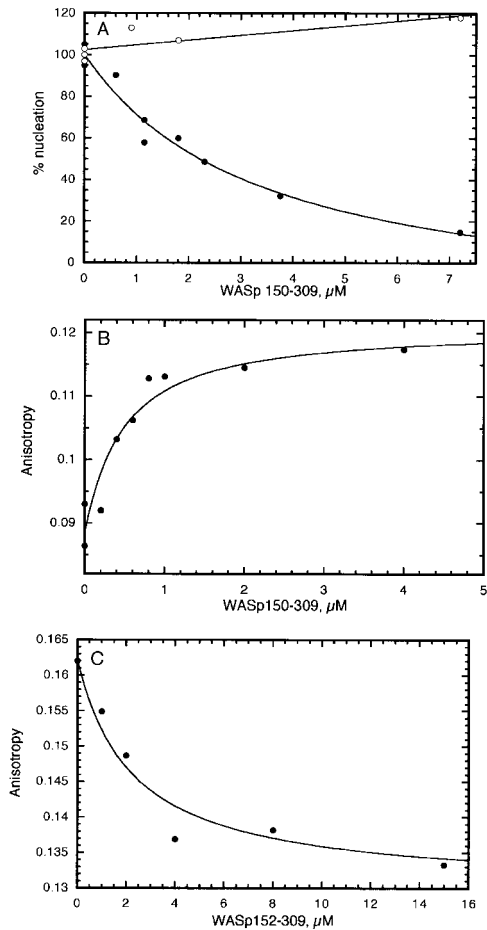 A
% nucleation
120
100
80
60
40
20
0
0 1 2 3 4 5 6 7
WASp 150-309, µM
B
Anisotropy
0.12
0.11
0.1
0.09
0 1 2 3 4 5
WASp150-309, µM
C
Anisotropy
0.165
0.16
0.155
0.15
0.145
0.14
0.135
0.13
0 2 4 6 8 10 12 14 16
WASp152-309, µM